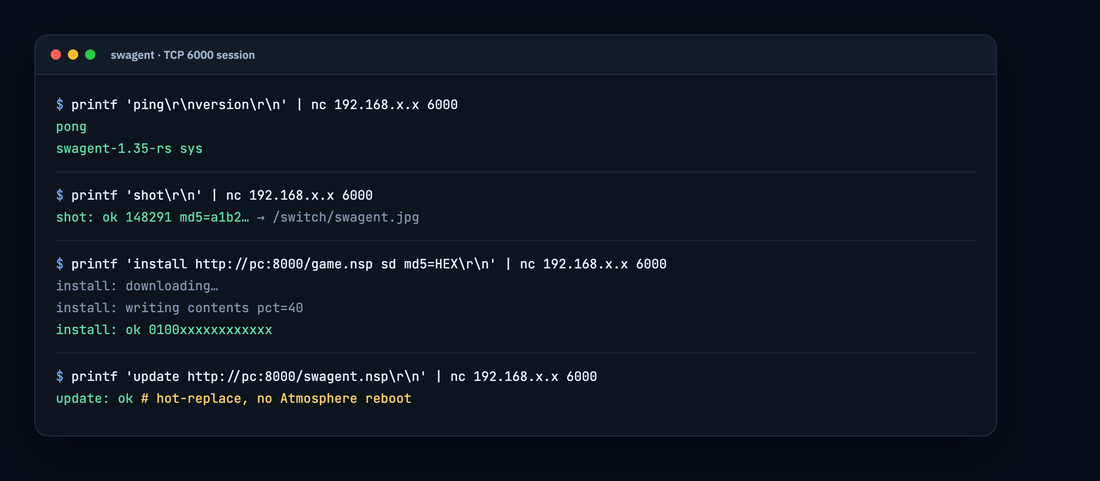 swagent · TCP 6000 session
$ printf 'ping\r\nversion\r\n' | nc 192.168.x.x 6000
pong
swagent-1.35-rs sys
$ printf 'shot\r\n' | nc 192.168.x.x 6000
shot: ok 148291 md5=a1b2… → /switch/swagent.jpg
$ printf 'install http://pc:8000/game.nsp sd md5=HEX\r\n' | nc 192.168.x.x 6000
install: downloading…
install: writing contents pct=40
install: ok 0100xxxxxxxxxxxx
$ printf 'update http://pc:8000/swagent.nsp\r\n' | nc 192.168.x.x 6000
update: ok # hot-replace, no Atmosphere reboot